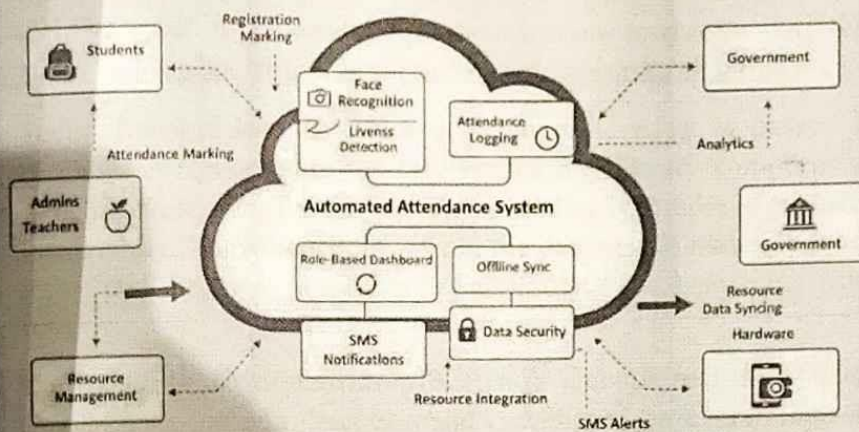 Registration
Marking
Students
Government
Face
Recognition
Livenss
Detection
Attendance
Logging
Attendance Marking
Analytics
Admins
Teachers
Automated Attendance System
Government
Role-Based Dashboard
Offline Sync
Resource
Data Syncing
SMS
Notifications
Data Security
Hardware
Resource
Management
Resource Integration
SMS Alerts